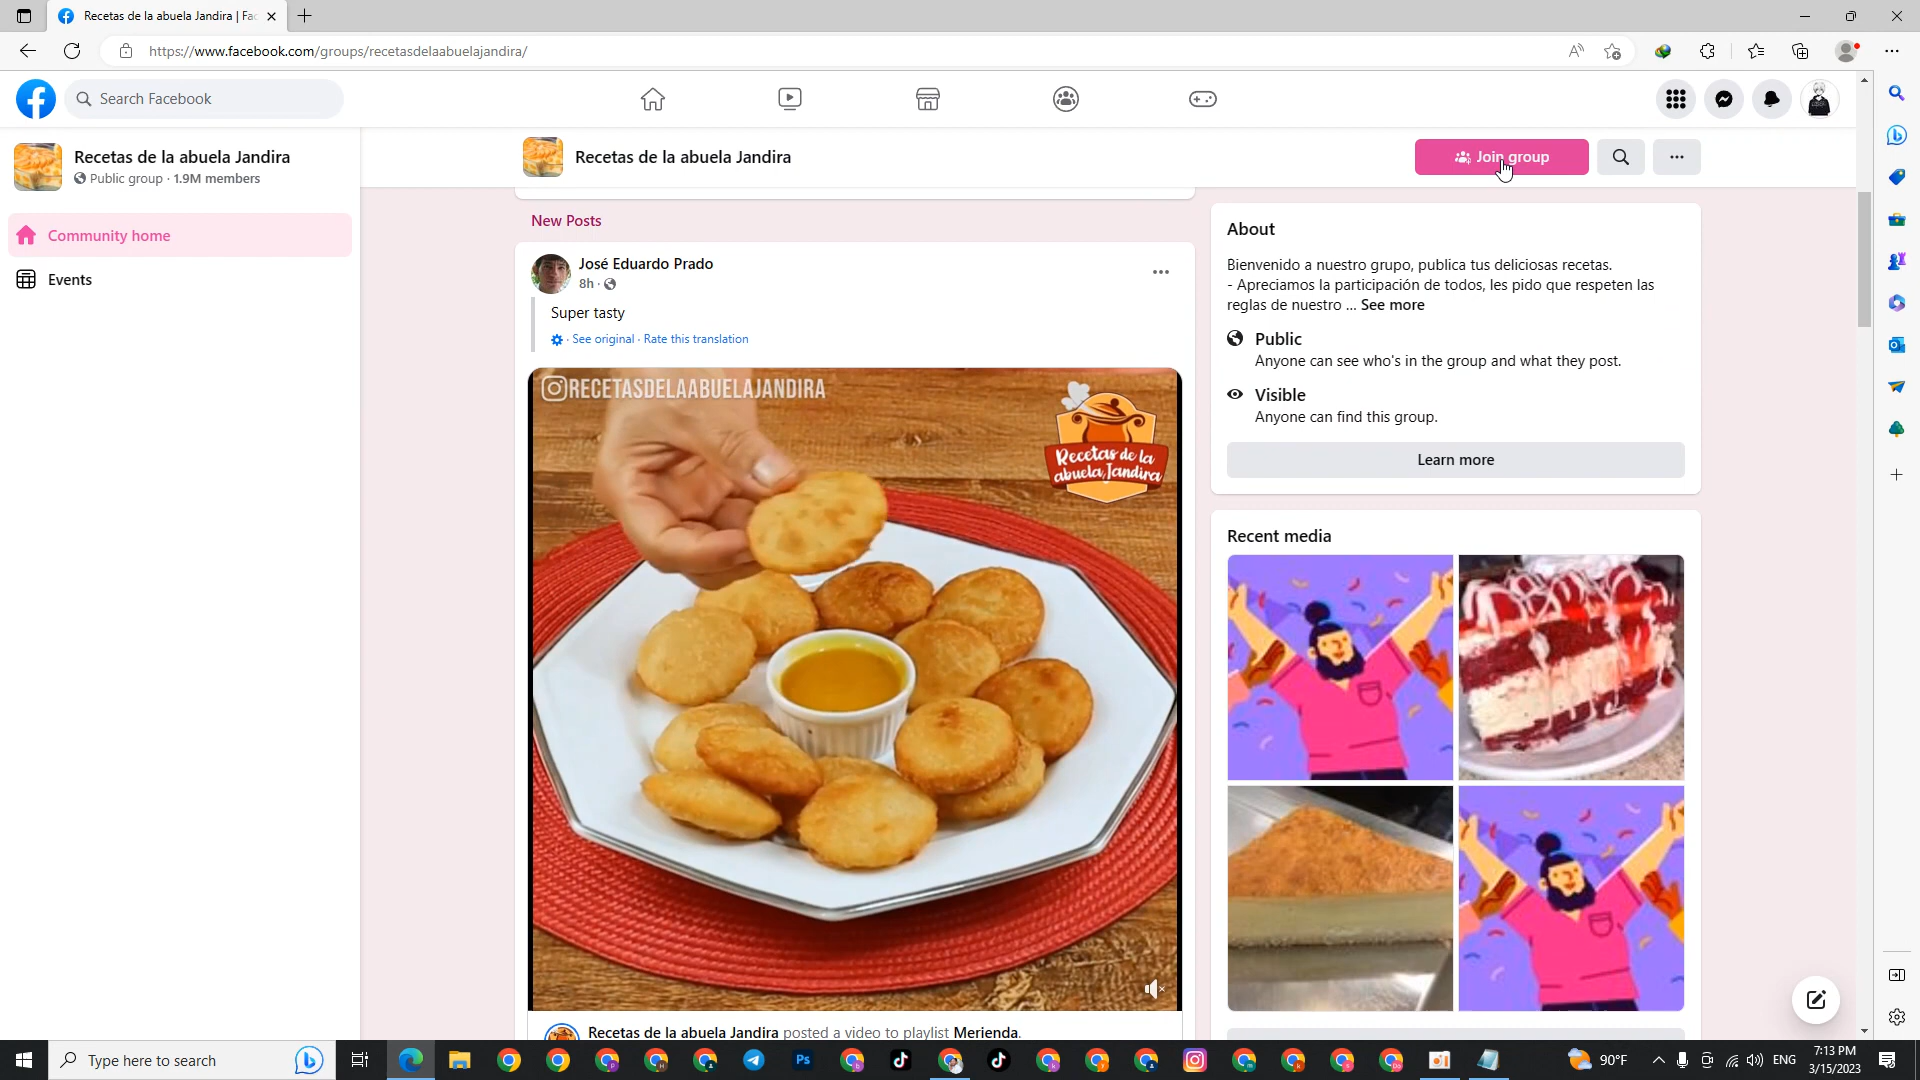 Recetas de la abuela Jandira | Fac
https://www.facebook.com/groups/recetasdelaabuelajandira/
Search Facebook
Recetas de la abuela Jandira
Public group · 1.9M members
Community home
Events
Recetas de la abuela Jandira
Join group
New Posts
José Eduardo Prado
8h ·
Super tasty
· See original · Rate this translation
RECETASDELAABUELAJANDIRA
Recetas de la
abuela Jandira
Recetas de la abuela Jandira posted a video to playlist Merienda.
About
Bienvenido a nuestro grupo, publica tus deliciosas recetas.
- Apreciamos la participación de todos, les pido que respeten las
reglas de nuestro ... See more
Public
Anyone can see who's in the group and what they post.
Visible
Anyone can find this group.
Learn more
Recent media
Type here to search
Ps
90°F
ENG
7:13 PM
3/15/2023